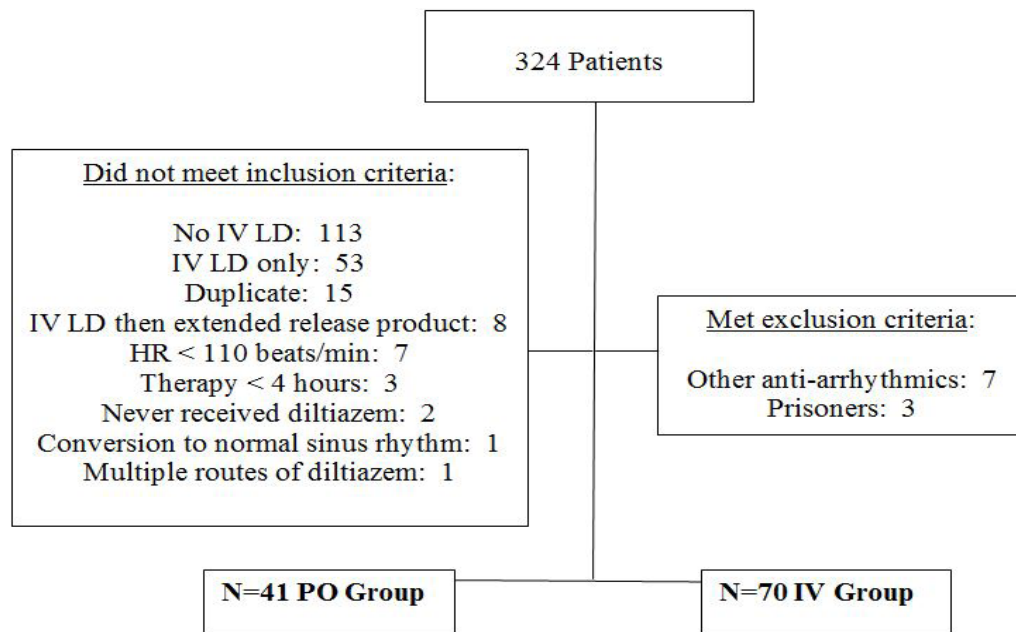 324 Patients
Did not meet inclusion criteria:
No IV LD: 113
IV LD only: 53
Duplicate: 15
IV LD then extended release product: 8
HR < 110 beats/min: 7
Therapy < 4 hours: 3
Never received diltiazem: 2
Conversion to normal sinus rhythm: 1
Multiple routes of diltiazem: 1
Met exclusion criteria:
Other anti-arrhythmics: 7
Prisoners: 3
N=41 PO Group
N=70 IV Group